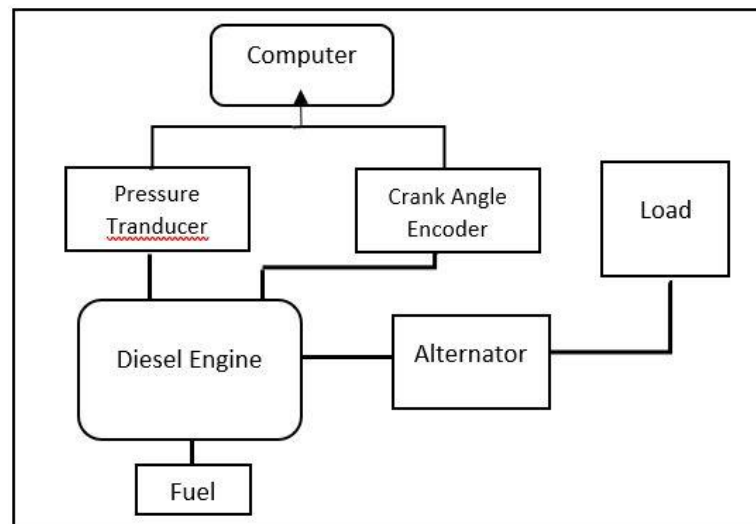 Computer
Pressure
Tranducer
Crank Angle
Encoder
Load
Diesel Engine
Alternator
Fuel